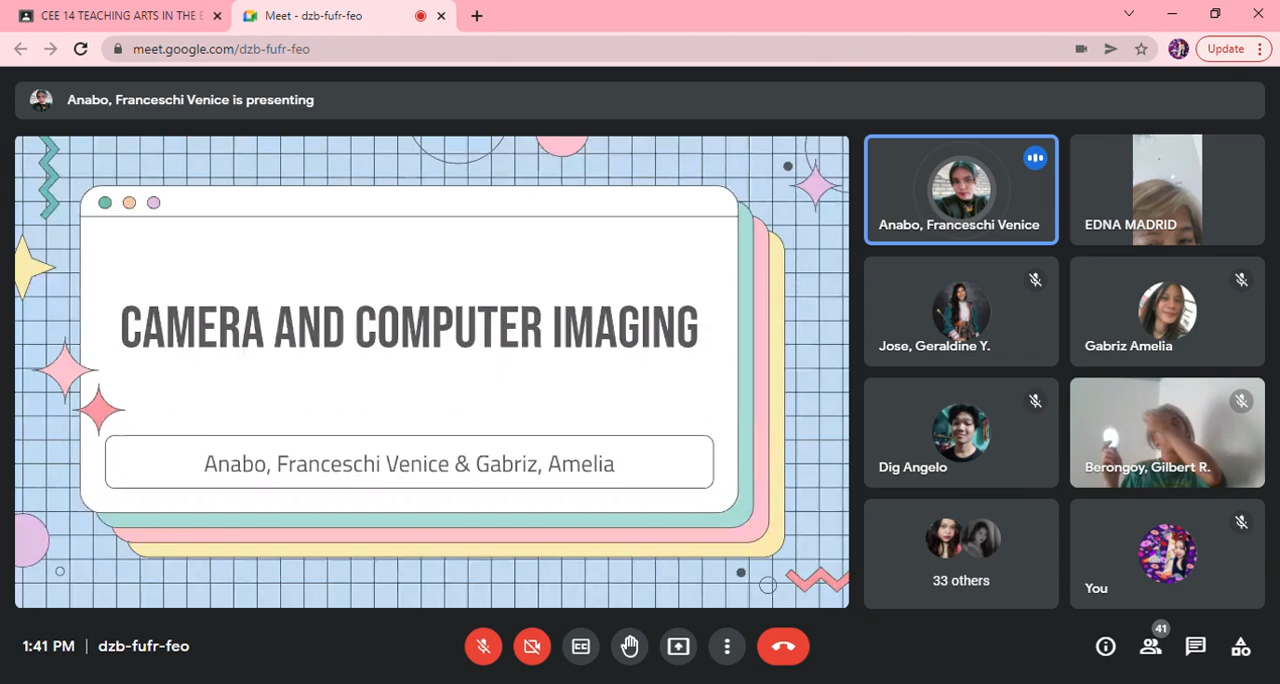 CEE 14 TEACHING ARTS IN THE E
Meet - dzb-fufr-feo
meet.google.com/dzb-fufr-feo
Update
Anabo, Franceschi Venice is presenting
CAMERA AND COMPUTER IMAGING
Anabo, Franceschi Venice & Gabriz, Amelia
Anabo, Franceschi Venice
EDNA MADRID
Jose, Geraldine Y.
Gabriz Amelia
Dig Angelo
Berongoy, Gilbert R.
33 others
You
1:41 PM | dzb-fufr-feo
CC
41